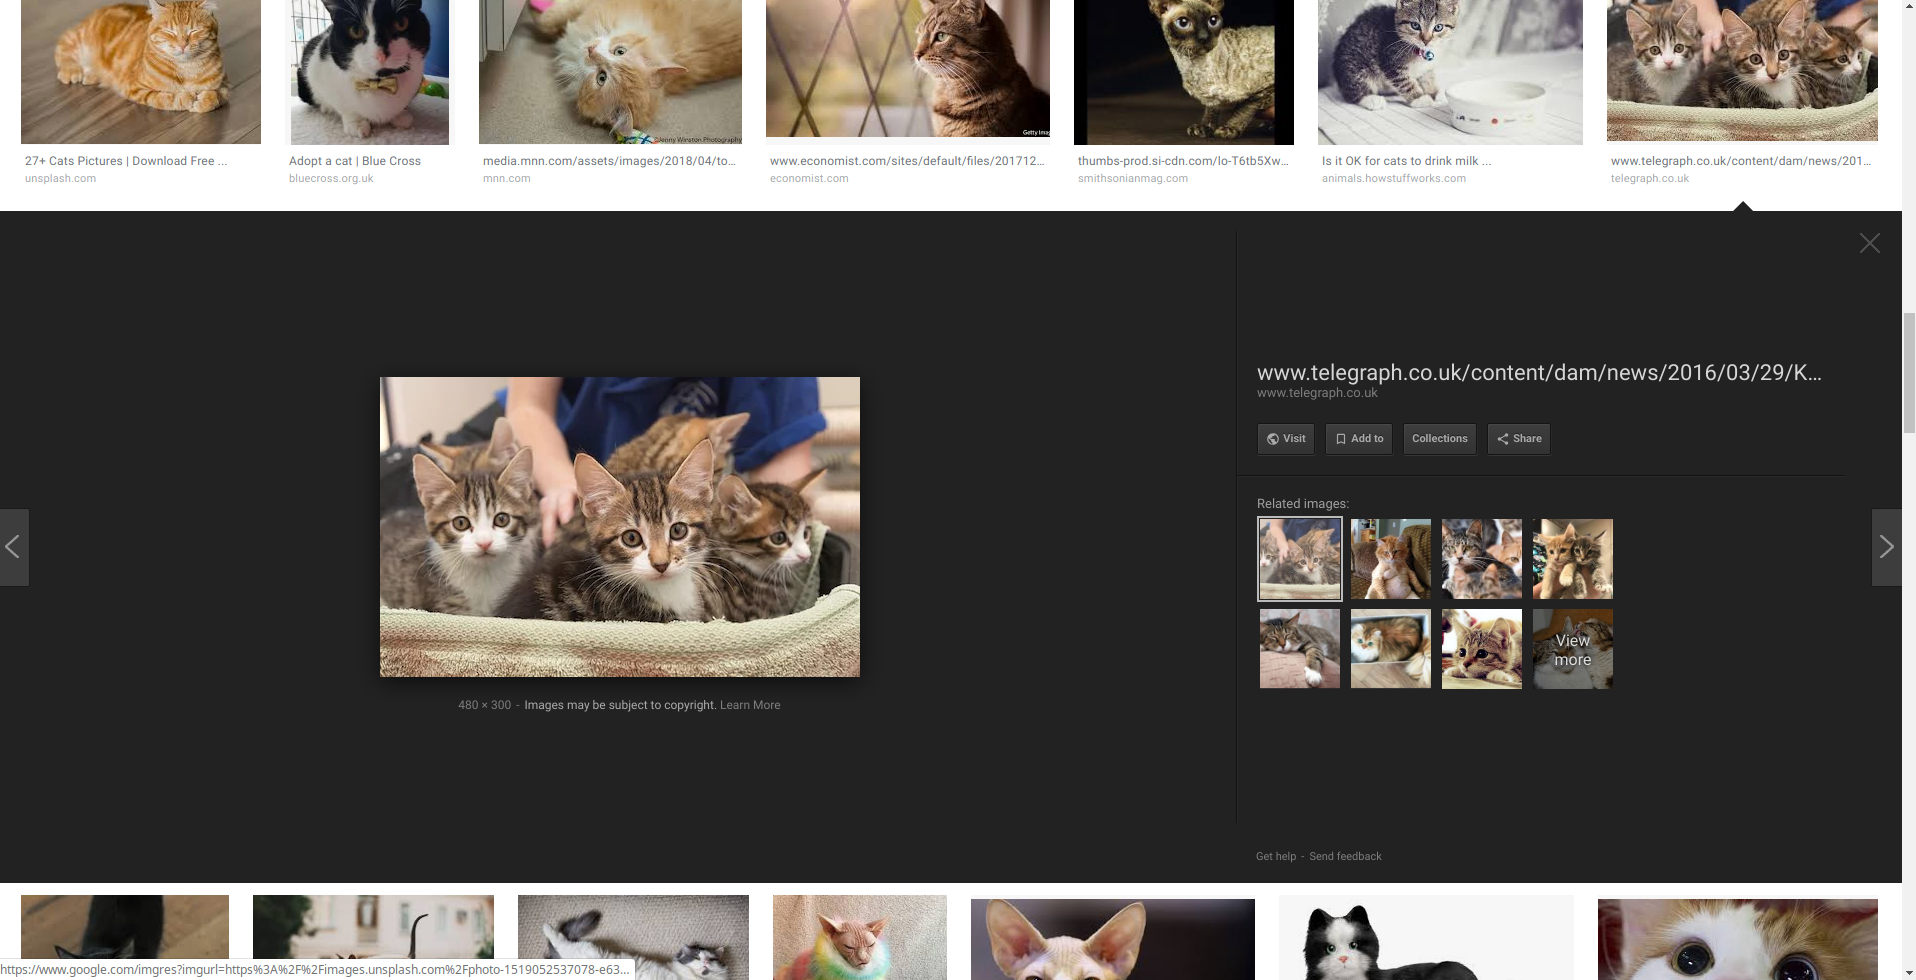 ©Jenny Winston Photography
Getty Imag
27+ Cats Pictures | Download Free ...
unsplash.com
Adopt a cat | Blue Cross
bluecross.org.uk
media.mnn.com/assets/images/2018/04/to...
mnn.com
www.economist.com/sites/default/files/201712...
economist.com
thumbs-prod.si-cdn.com/Io-T6tb5Xw...
smithsonianmag.com
Is it OK for cats to drink milk ...
animals.howstuffworks.com
www.telegraph.co.uk/content/dam/news/201...
telegraph.co.uk
www.telegraph.co.uk/content/dam/news/2016/03/29/K...
www.telegraph.co.uk
Visit
Add to
Collections
Share
Related images:
View
more
480 × 300 - Images may be subject to copyright. Learn More
Get help - Send feedback
https://www.google.com/imgres?imgurl=https%3A%2F%2Fimages.unsplash.com%2Fphoto-1519052537078-e63...